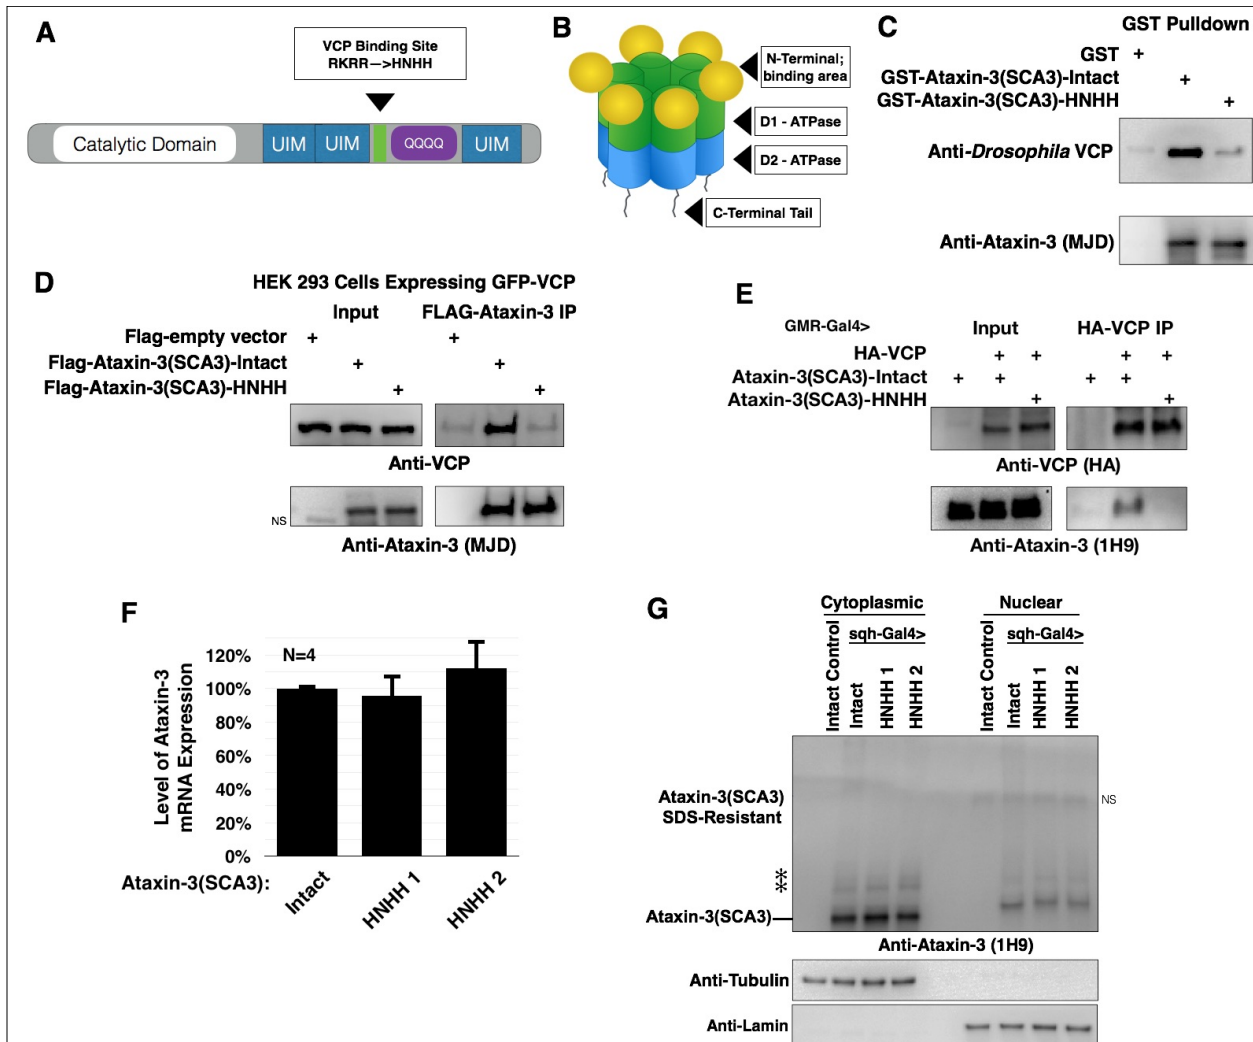 A
VCP Binding Site
RKRR—>HNHH
Catalytic Domain
UIM
UIM
QQQQ
UIM
B
N-Terminal;
binding area
D1 - ATPase
D2 - ATPase
C-Terminal Tail
C
GST Pulldown
GST +
GST-Ataxin-3(SCA3)-Intact +
GST-Ataxin-3(SCA3)-HNHH +
Anti-Drosophila VCP
Anti-Ataxin-3 (MJD)
D
HEK 293 Cells Expressing GFP-VCP
Input FLAG-Ataxin-3 IP
Flag-empty vector + +
Flag-Ataxin-3(SCA3)-Intact + +
Flag-Ataxin-3(SCA3)-HNHH + +
Anti-VCP
NS
Anti-Ataxin-3 (MJD)
E
GMR-Gal4> Input HA-VCP IP
HA-VCP + + + +
Ataxin-3(SCA3)-Intact + + + +
Ataxin-3(SCA3)-HNHH + +
Anti-VCP (HA)
Anti-Ataxin-3 (1H9)
F
Level of Ataxin-3
mRNA Expression
N=4
120%
100%
80%
60%
40%
20%
0%
Ataxin-3(SCA3):
Intact
HNHH 1
HNHH 2
G
Cytoplasmic Nuclear
sqh-Gal4> sqh-Gal4>
Intact Control
Intact
HNHH 1
HNHH 2
Intact Control
Intact
HNHH 1
HNHH 2
Ataxin-3(SCA3)
SDS-Resistant
NS
*
*
Ataxin-3(SCA3)
Anti-Ataxin-3 (1H9)
Anti-Tubulin
Anti-Lamin